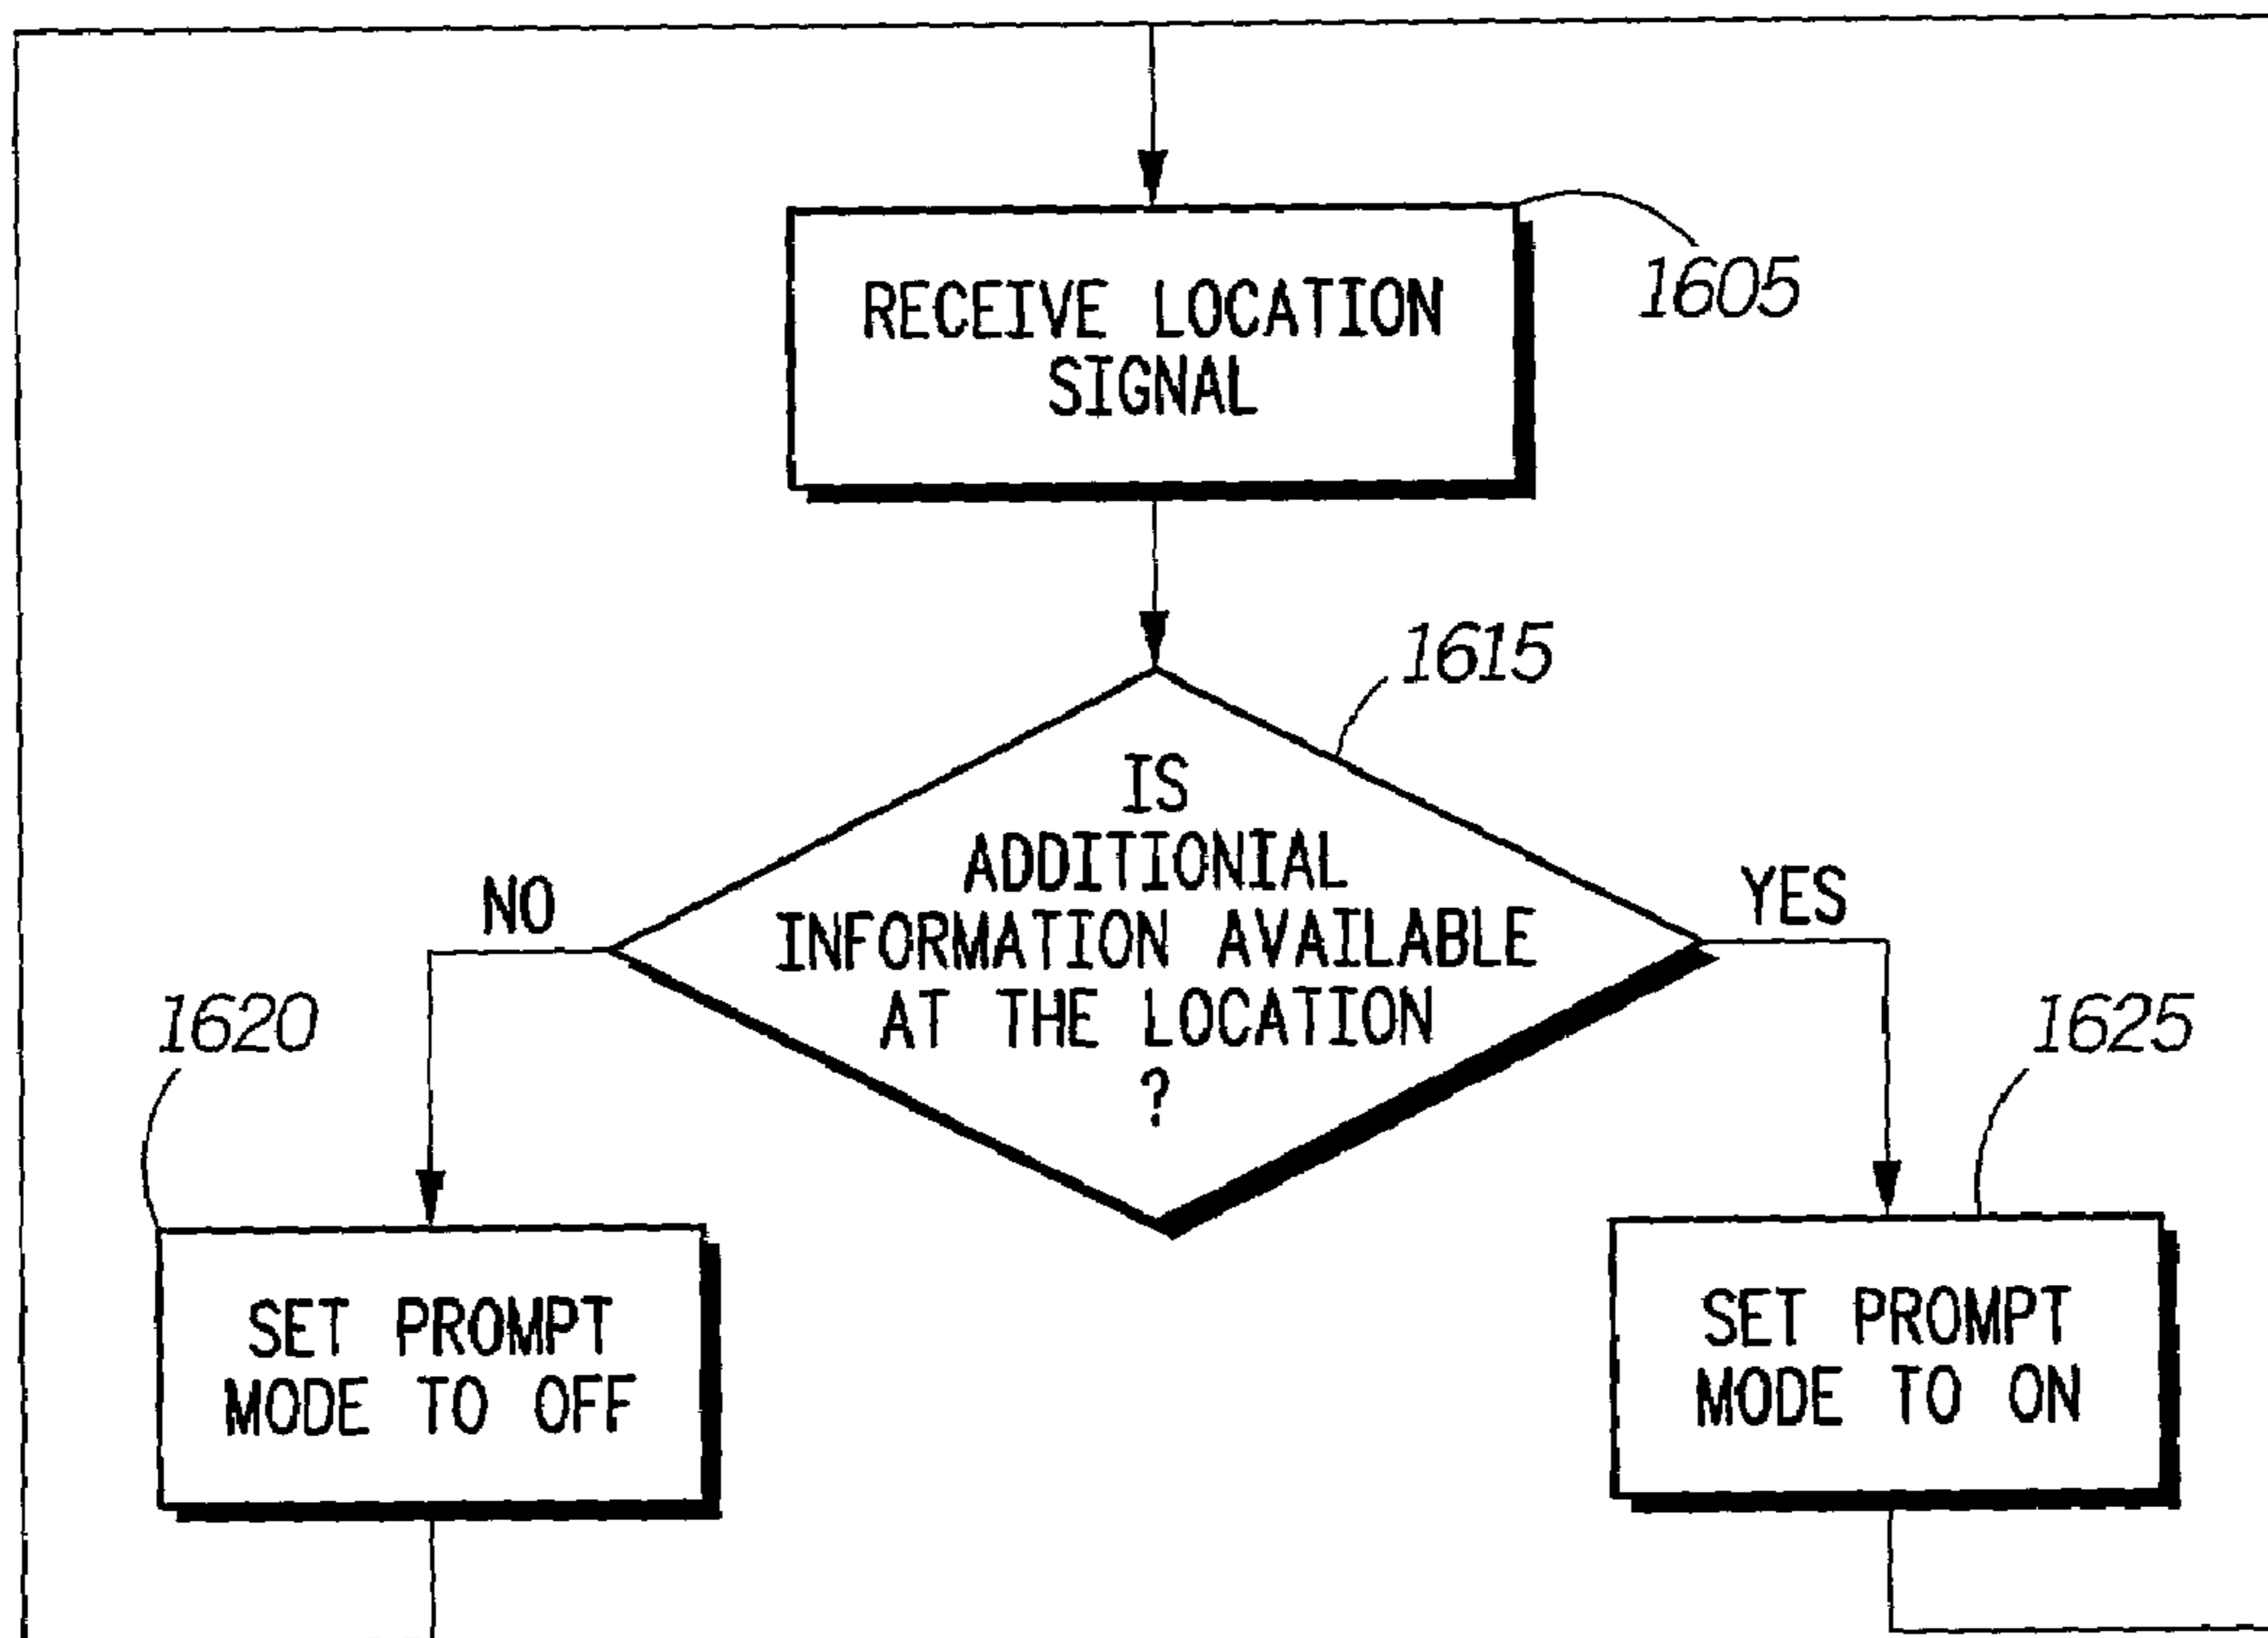 RECEIVE LOCATION
SIGNAL
1605
1615
IS
ADDITIONIAL
INFORMATION AVAILABLE
AT THE LOCATION
?
NO
YES
1620
1625
SET PROMPT
MODE TO OFF
SET PROMPT
MODE TO ON